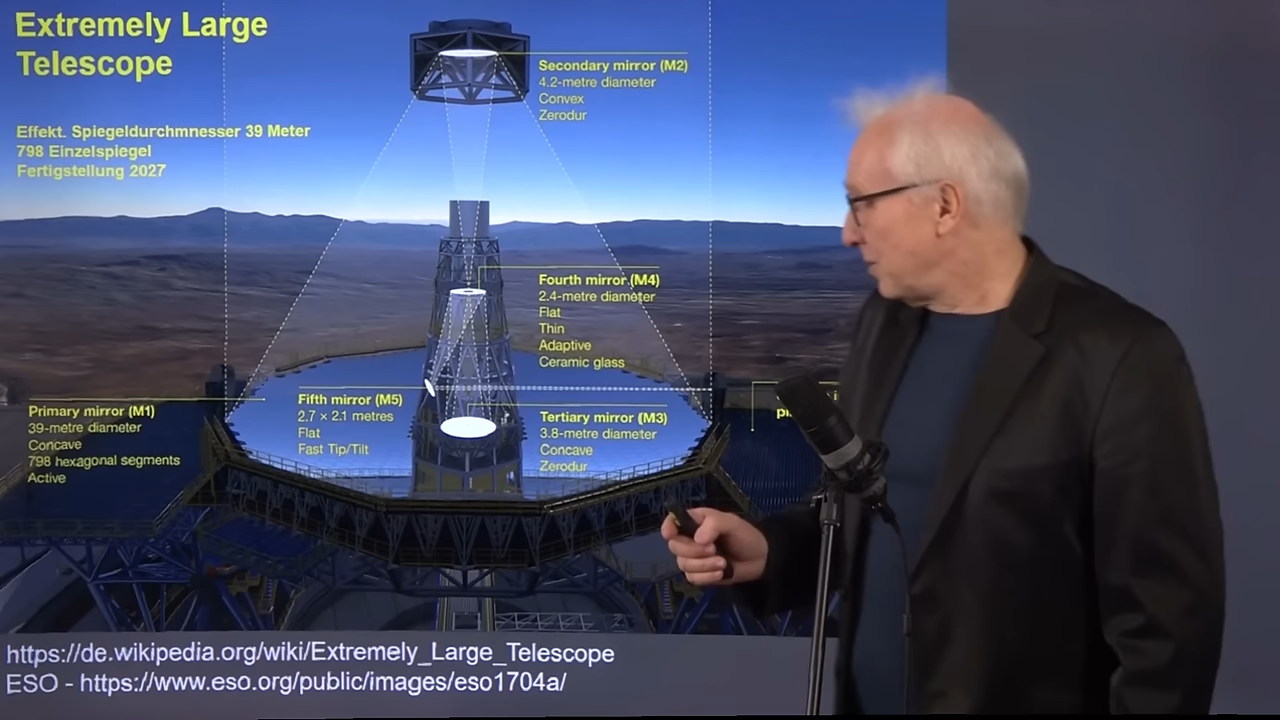 Extremely Large
Telescope
Effekt. Spiegeldurchmnesser 39 Meter
798 Einzelspiegel
Fertigstellung 2027
Secondary mirror (M2)
4.2-metre diameter
Convex
Zerodur
Fourth mirror (M4)
2.4-metre diameter
Flat
Thin
Adaptive
Ceramic glass
Fifth mirror (M5)
2.7 × 2.1 metres
Flat
Fast Tip/Tilt
Primary mirror (M1)
39-metre diameter
Concave
798 hexagonal segments
Active
Tertiary mirror (M3)
3.8-metre diameter
Concave
Zerodur
https://de.wikipedia.org/wiki/Extremely_Large_Telescope
ESO - https://www.eso.org/public/images/eso1704a/